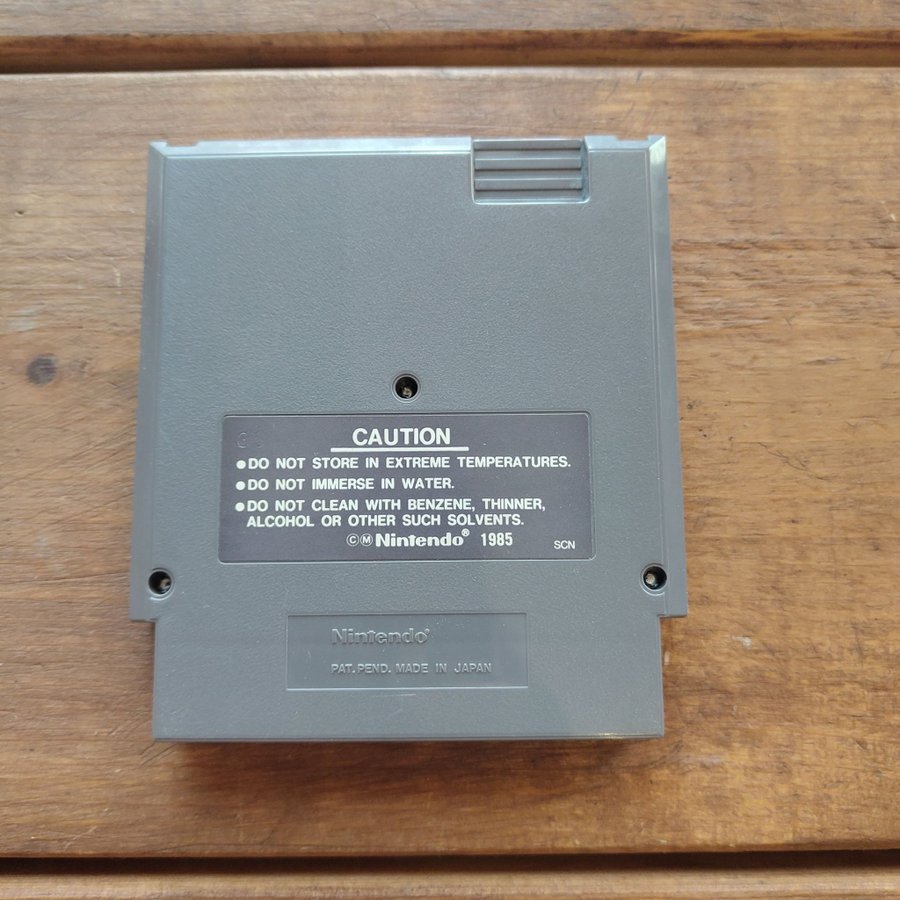 CAUTION
●DO NOT STORE IN EXTREME TEMPERATURES.
●DO NOT IMMERSE IN WATER.
●DO NOT CLEAN WITH BENZENE, THINNER,
ALCOHOL OR OTHER SUCH SOLVENTS.
ⒸⓂNintendo® 1985
SCN
Nintendo®
PAT. PEND. MADE IN JAPAN